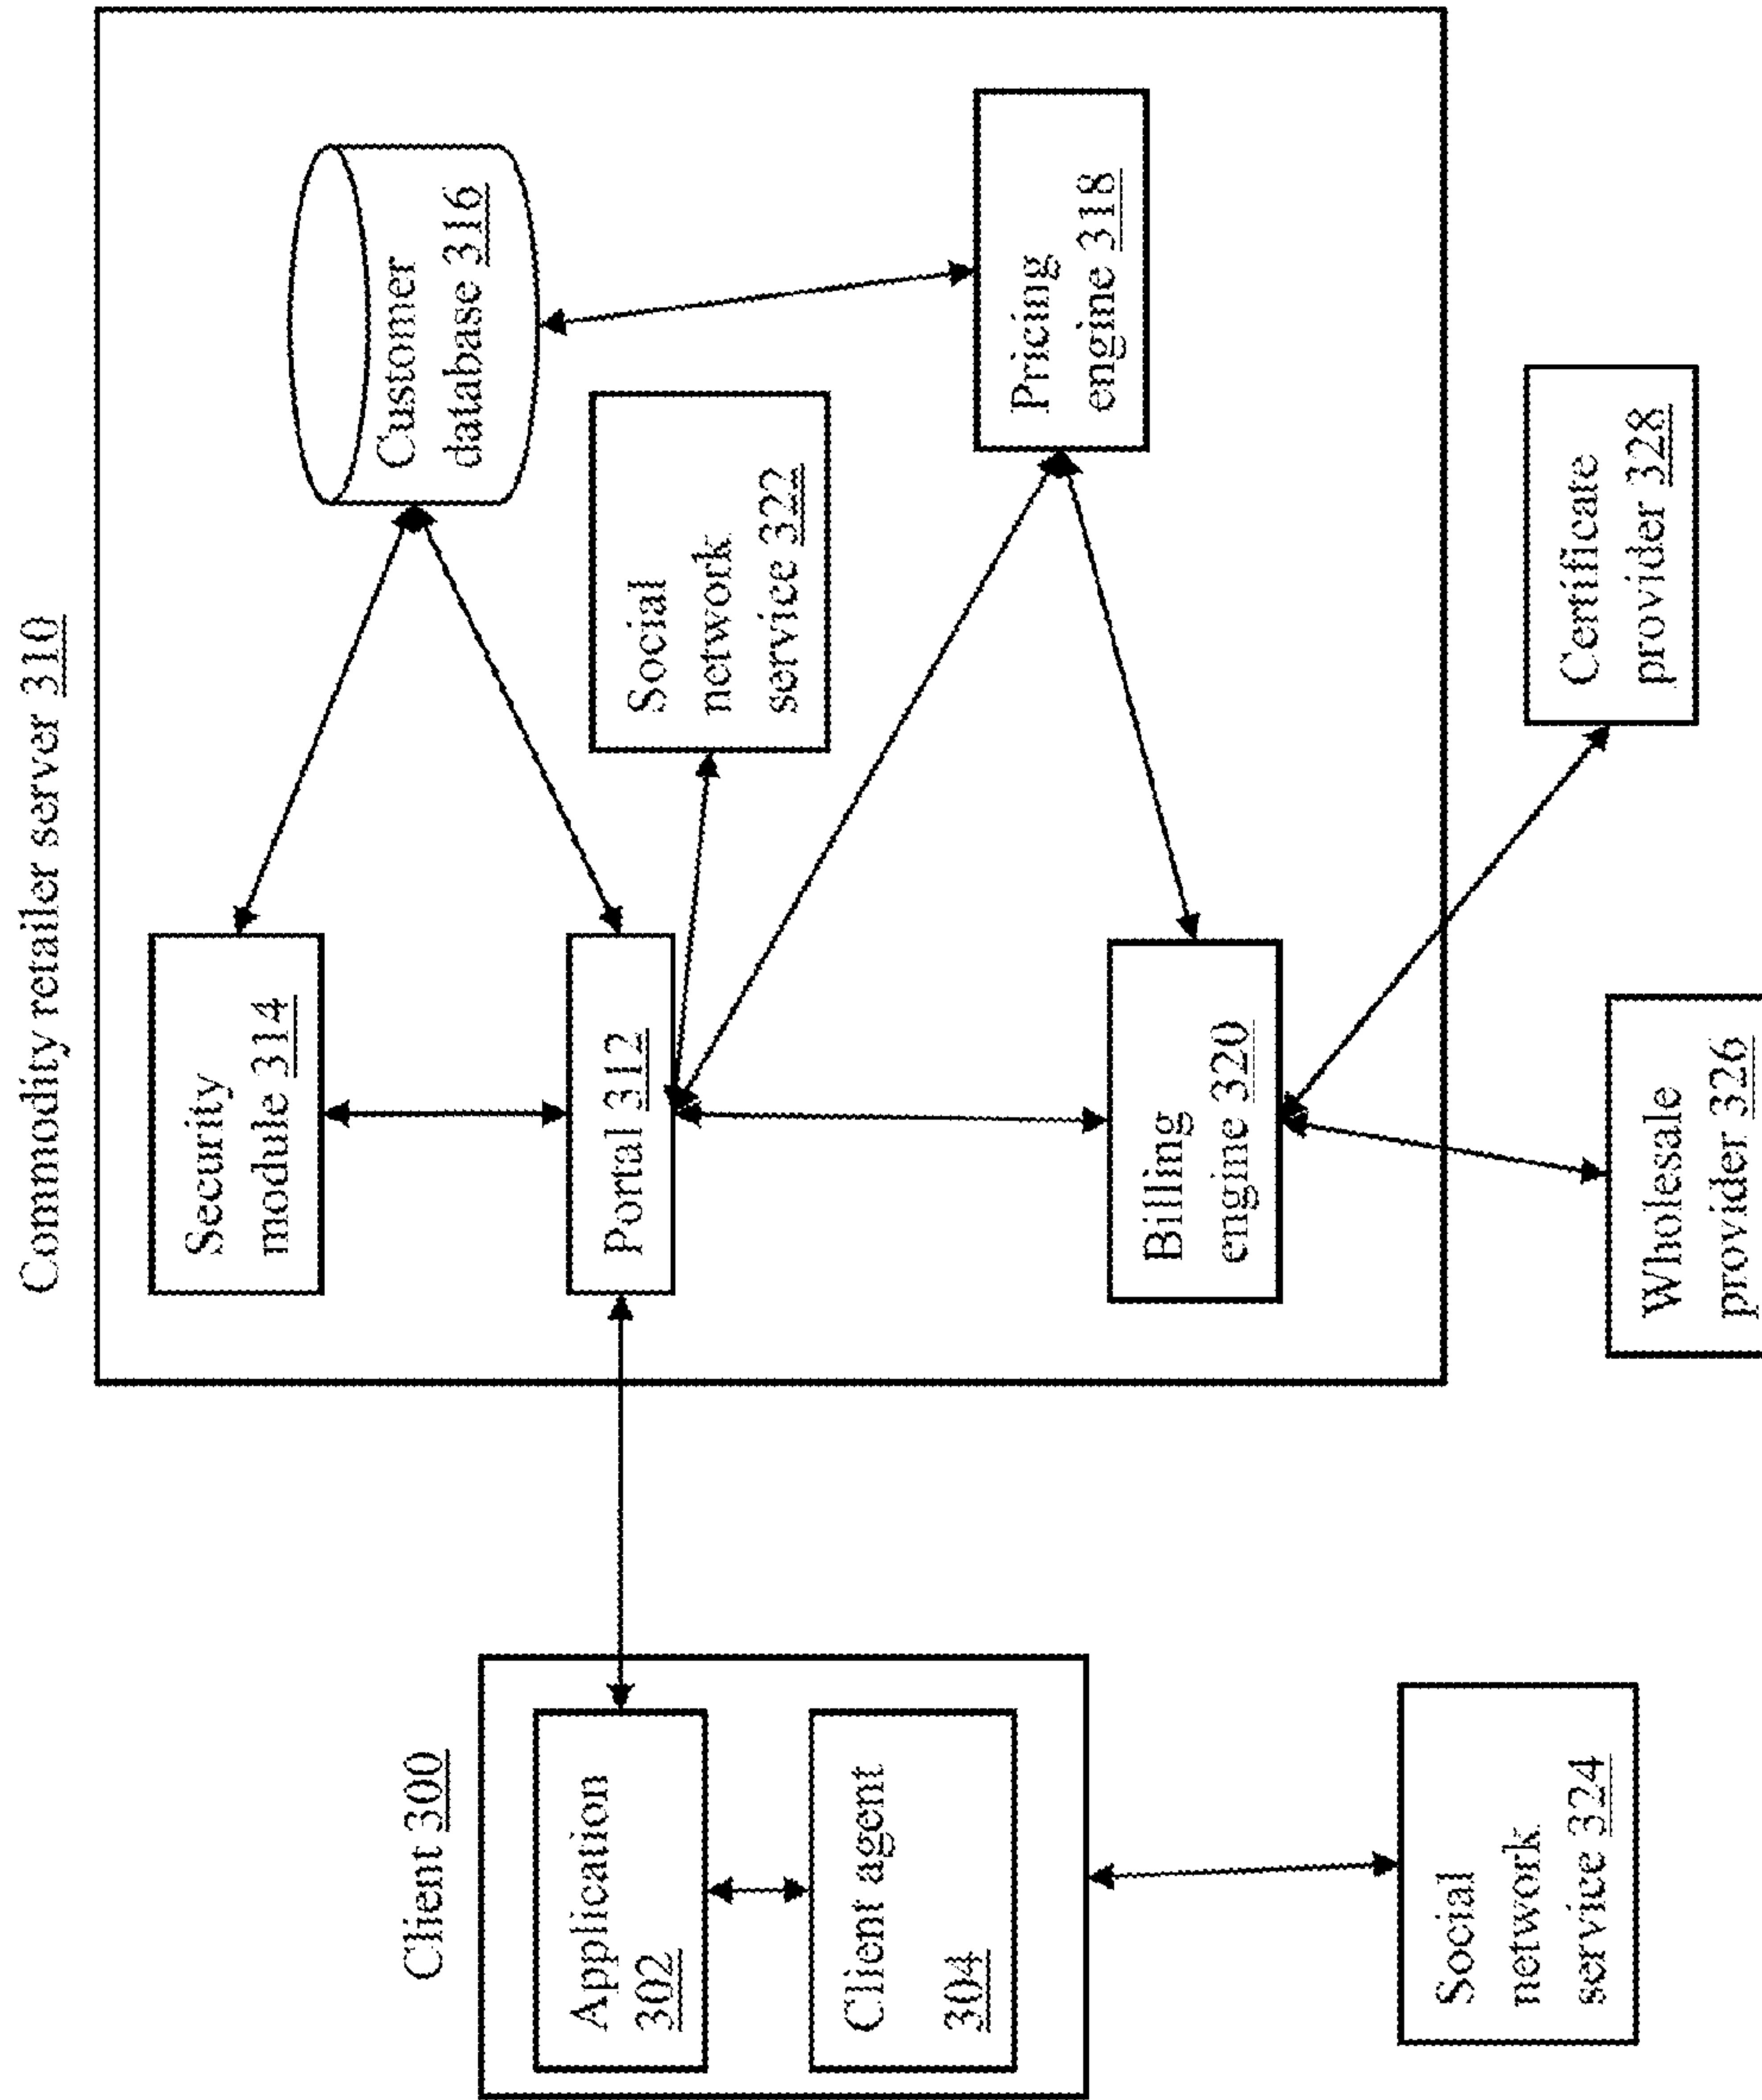 Commodity retailer server 310
Client 300
Application
302
Client agent
304
Social
network
service 324
Security
module 314
Portal 312
Customer
database 316
Social
network
service 322
Pricing
engine 318
Billing
engine 320
Wholesale
provider 326
Certificate
provider 328